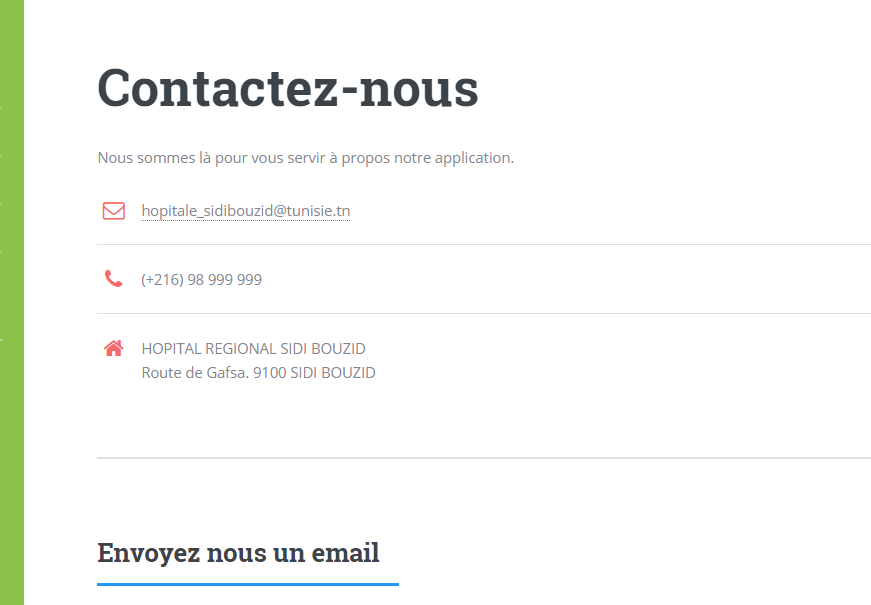 Contactez-nous
Nous sommes là pour vous servir à propos notre application.
hopitale_sidibouzid@tunisie.tn
(+216) 98 999 999
HOPITAL REGIONAL SIDI BOUZID
Route de Gafsa. 9100 SIDI BOUZID
Envoyez nous un email